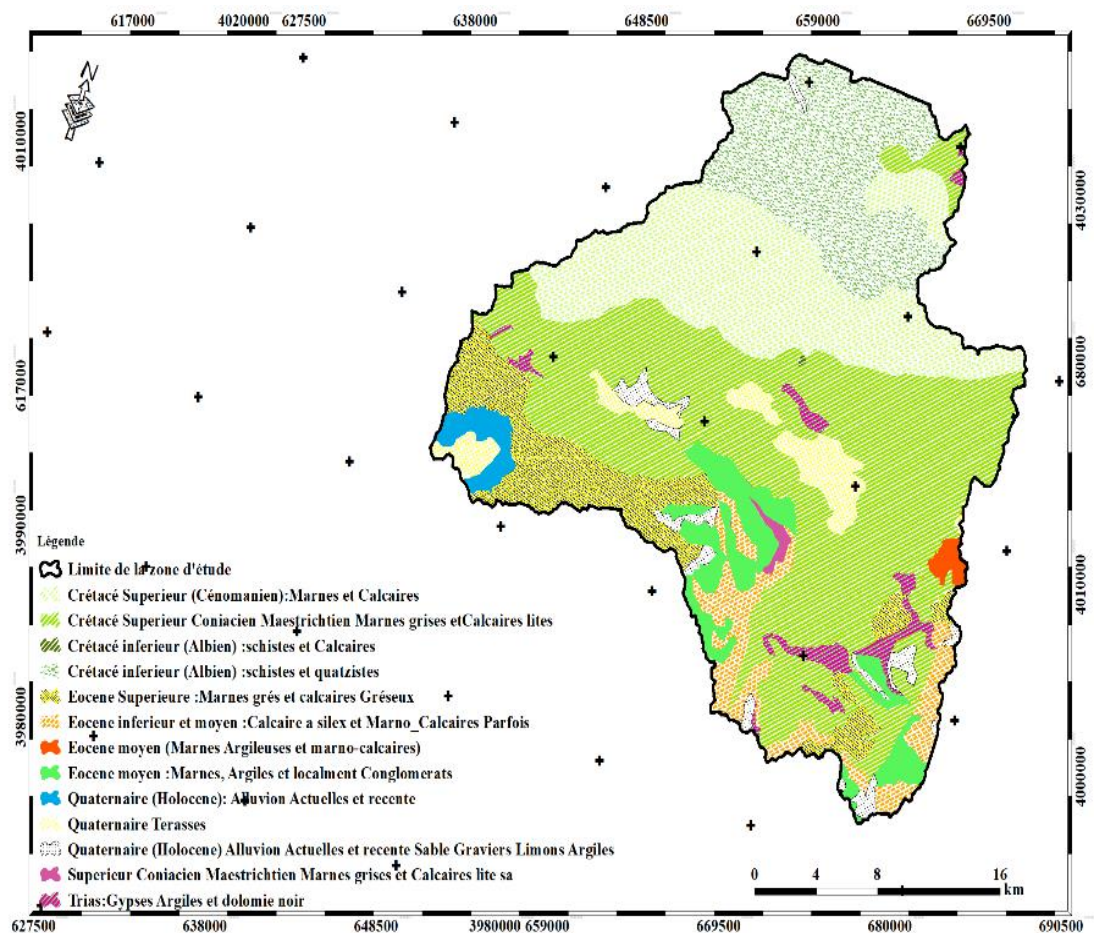 617000 4020000 627500 638000 648500 659000 669500
N
4010000
4030000
617000
680000
3990000
4010000
3980000
4000000
Légende
Limite de la zone d'étude
Crétacé Superieur (Cénomanien):Marnes et Calcaires
Crétacé Superieur Coniacien Maestrichtien Marnes grises etCalcaires lites
Crétacé inferieur (Albien) :schistes et Calcaires
Crétacé inferieur (Albien) :schistes et quatzistes
Eocene Superieure :Marnes grés et calcaires Gréseux
Eocene inferieur et moyen :Calcaire a silex et Marno_Calcaires Parfois
Eocene moyen (Marnes Argileuses et marno-calcaires)
Eocene moyen :Marnes, Argiles et localment Conglomerats
Quaternaire (Holocene): Alluvion Actuelles et recente
Quaternaire Terasses
Quaternaire (Holocene) Alluvion Actuelles et recente Sable Graviers Limons Argiles
Superieur Coniacien Maestrichtien Marnes grises et Calcaires lite sa
Trias:Gypses Argiles et dolomie noir
0 4 8 16
km
627500 638000 648500 3980000 659000 669500 680000 690500